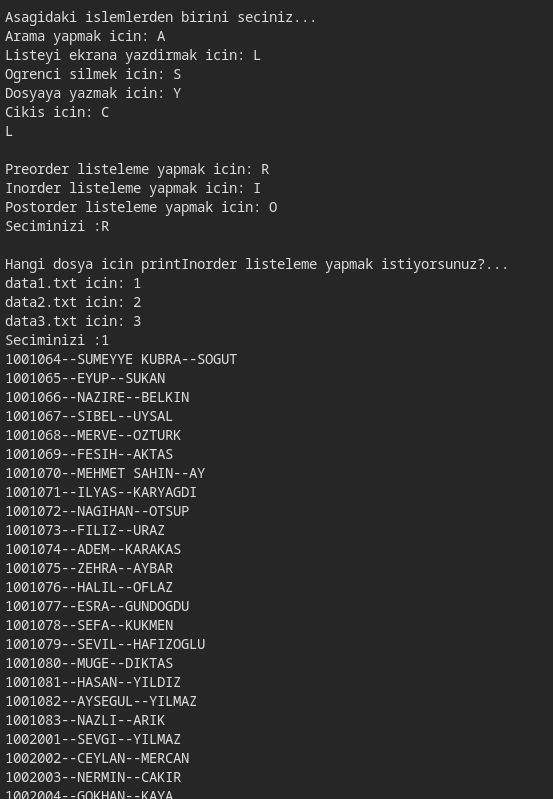 Asagidaki islemlerden birini seciniz...
Arama yapmak icin: A
Listeyi ekrana yazdirmak icin: L
Ogrenci silmek icin: S
Dosyaya yazmak icin: Y
Cikis icin: C
L
Preorder listeleme yapmak icin: R
Inorder listeleme yapmak icin: I
Postorder listeleme yapmak icin: O
Seciminizi :R
Hangi dosya icin printInorder listeleme yapmak istiyorsunuz?...
data1.txt icin: 1
data2.txt icin: 2
data3.txt icin: 3
Seciminizi :1
1001064--SUMEYYE KUBRA--SOGUT
1001065--EYUP--SUKAN
1001066--NAZIRE--BELKIN
1001067--SIBEL--UYSAL
1001068--MERVE--OZTURK
1001069--FESIH--AKTAS
1001070--MEHMET SAHIN--AY
1001071--ILYAS--KARYAGDI
1001072--NAGIHAN--OTSUP
1001073--FILIZ--URAZ
1001074--ADEM--KARAKAS
1001075--ZEHRA--AYBAR
1001076--HALIL--OFLAZ
1001077--ESRA--GUNDOGDU
1001078--SEFA--KUKMEN
1001079--SEVIL--HAFIZOGLU
1001080--MUGE--DIKTAS
1001081--HASAN--YILDIZ
1001082--AYSEGUL--YILMAZ
1001083--NAZLI--ARIK
1002001--SEVGI--YILMAZ
1002002--CEYLAN--MERCAN
1002003--NERMIN--CAKIR
1002004--GOKHAN--KAYA